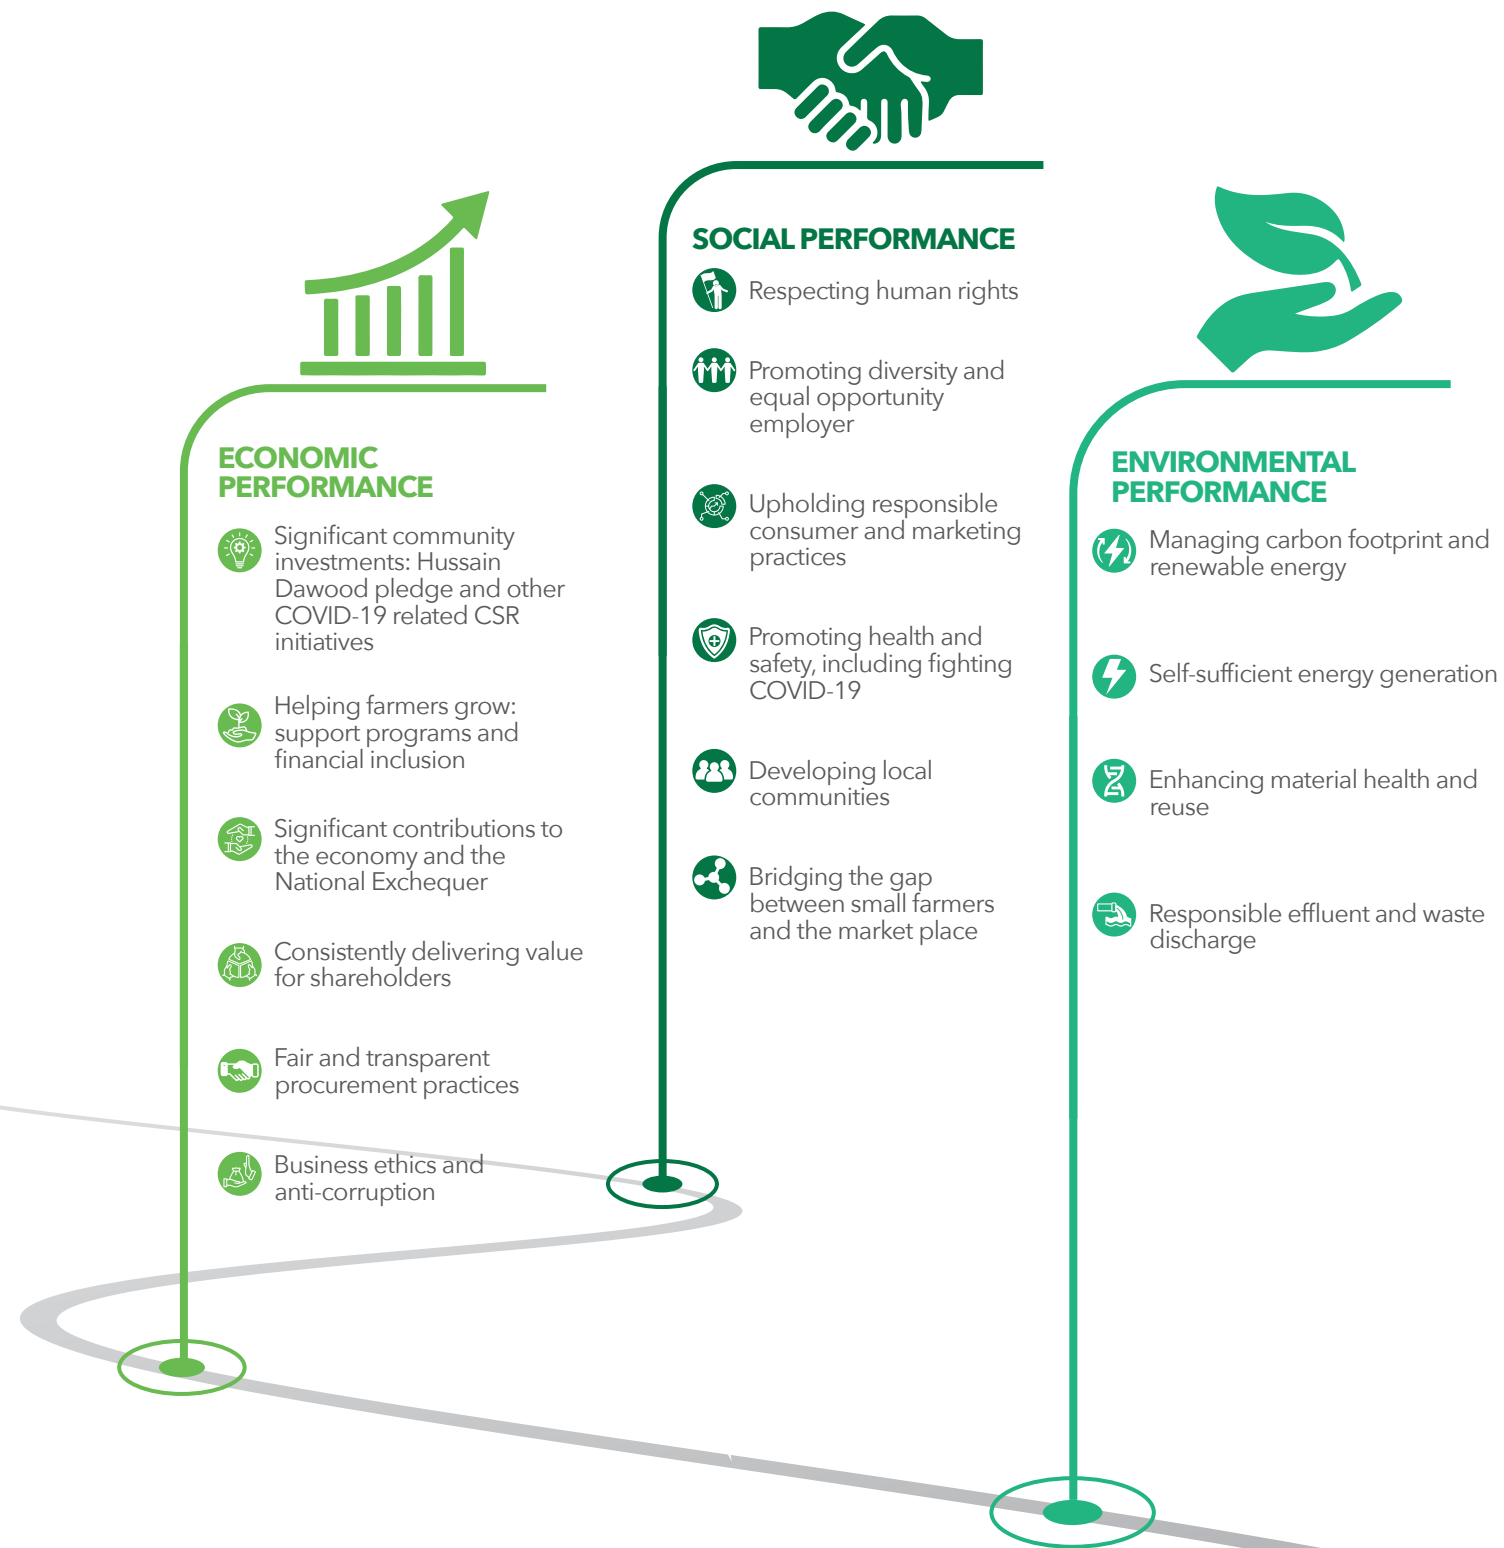 SOCIAL PERFORMANCE
Respecting human rights
Promoting diversity and
equal opportunity
employer
Upholding responsible
consumer and marketing
practices
Promoting health and
safety, including fighting
COVID-19
Developing local
communities
Bridging the gap
between small farmers
and the market place
ECONOMIC
PERFORMANCE
Significant community
investments: Hussain
Dawood pledge and other
COVID-19 related CSR
initiatives
Helping farmers grow:
support programs and
financial inclusion
Significant contributions to
the economy and the
National Exchequer
Consistently delivering value
for shareholders
Fair and transparent
procurement practices
Business ethics and
anti-corruption
ENVIRONMENTAL
PERFORMANCE
Managing carbon footprint and
renewable energy
Self-sufficient energy generation
Enhancing material health and
reuse
Responsible effluent and waste
discharge